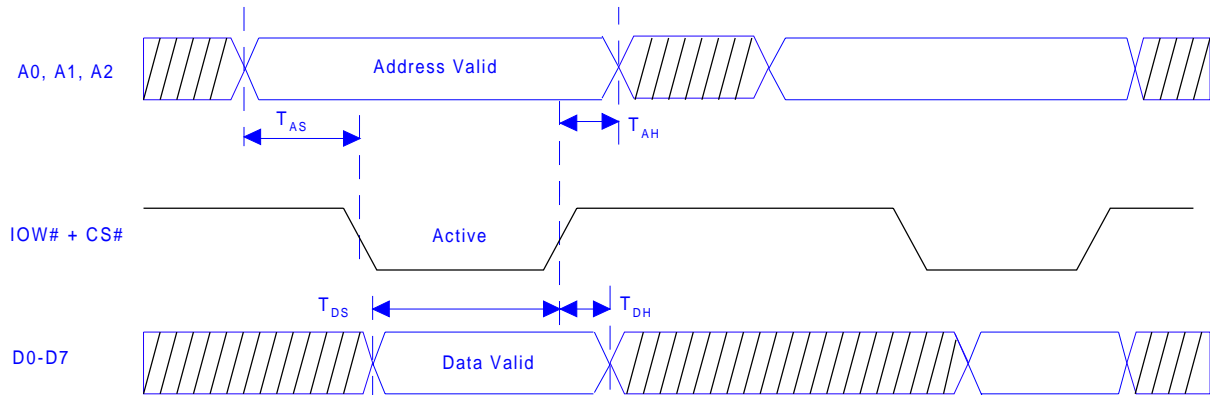 A0, A1, A2
Address Valid
TAS
TAH
IOW# + CS#
Active
TDS
TDH
D0-D7
Data Valid